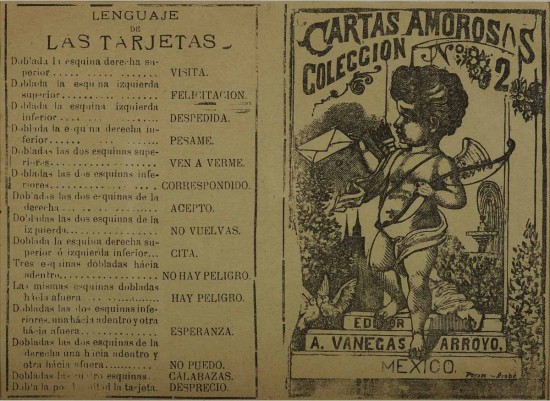 LENGUAJE
DE
LAS TARJETAS
Doblada la esquina derecha su-
perior........ VISITA.
Doblada la esquina izquierda
superior........ FELICITACION.
Doblada la esquina izquierda
inferior........ DESPEDIDA.
Doblada la esquina derecha in-
ferior........ PESAME.
Dobladas las dos esquinas supe-
riores........ VEN A VERME.
Dobladas las dos esquinas infe-
riores........ CORRESPONDIDO.
Dobladas las dos esquinas de la
derecha........ ACEPTO.
Dobladas las dos esquinas de la
izquierda........ NO VUELVAS.
Doblada la esquina derecha su-
perior ó izquierda inferior... CITA.
Tres esquinas dobladas hácia
adentro........ NO HAY PELIGRO.
Las mismas esquinas dobladas
hácia afuera........ HAY PELIGRO.
Dobladas las dos esquinas infe-
riores, una hácia adentro y otra
hácia afuera........ ESPERANZA.
Dobladas las dos esquinas de la
derecha una hácia adentro y
otra hácia afuera........ NO PUEDO.
Dobladas las cuatro esquinas. CALABAZAS.
Doblada por la mitad la tarjeta. DESPRECIO.
CARTAS AMOROSAS
COLECCION No. 2
EDITOR
A. VANEGAS ARROYO.
MEXICO.